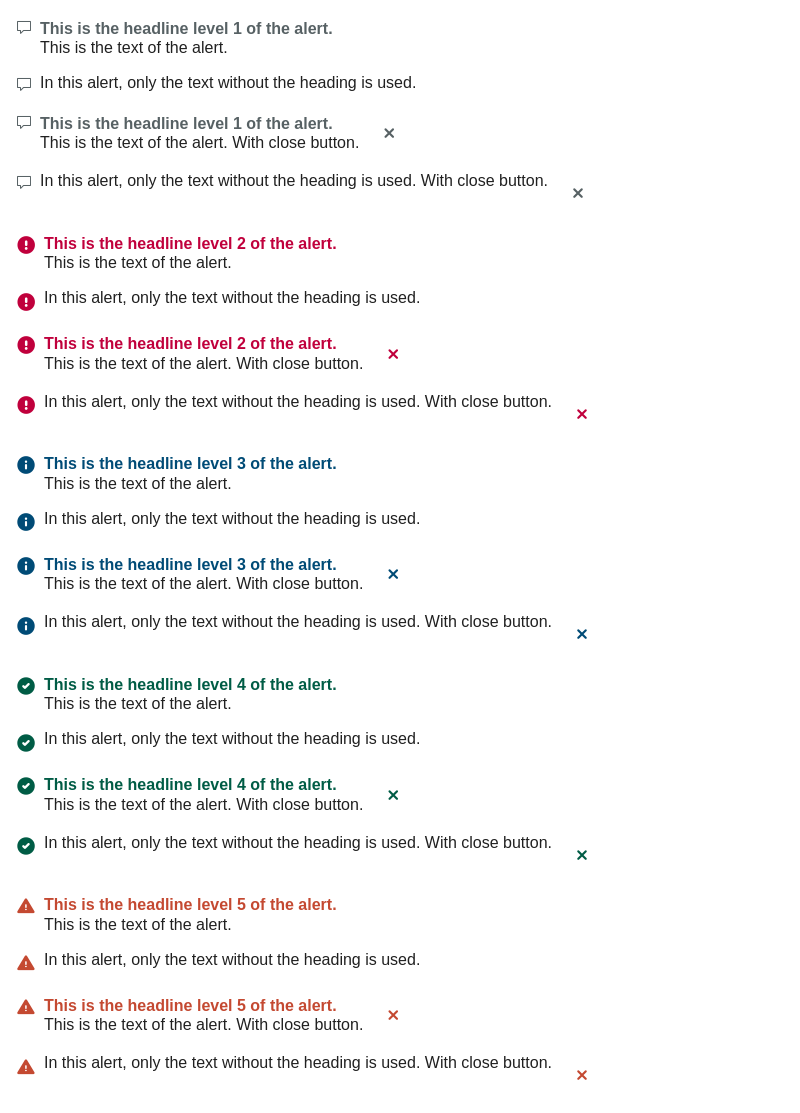 This is the headline level 1 of the alert.
This is the text of the alert.
In this alert, only the text without the heading is used.
This is the headline level 1 of the alert.
This is the text of the alert. With close button.
In this alert, only the text without the heading is used. With close button.
This is the headline level 2 of the alert.
This is the text of the alert.
In this alert, only the text without the heading is used.
This is the headline level 2 of the alert.
This is the text of the alert. With close button.
In this alert, only the text without the heading is used. With close button.
This is the headline level 3 of the alert.
This is the text of the alert.
In this alert, only the text without the heading is used.
This is the headline level 3 of the alert.
This is the text of the alert. With close button.
In this alert, only the text without the heading is used. With close button.
This is the headline level 4 of the alert.
This is the text of the alert.
In this alert, only the text without the heading is used.
This is the headline level 4 of the alert.
This is the text of the alert. With close button.
In this alert, only the text without the heading is used. With close button.
This is the headline level 5 of the alert.
This is the text of the alert.
In this alert, only the text without the heading is used.
This is the headline level 5 of the alert.
This is the text of the alert. With close button.
In this alert, only the text without the heading is used. With close button.